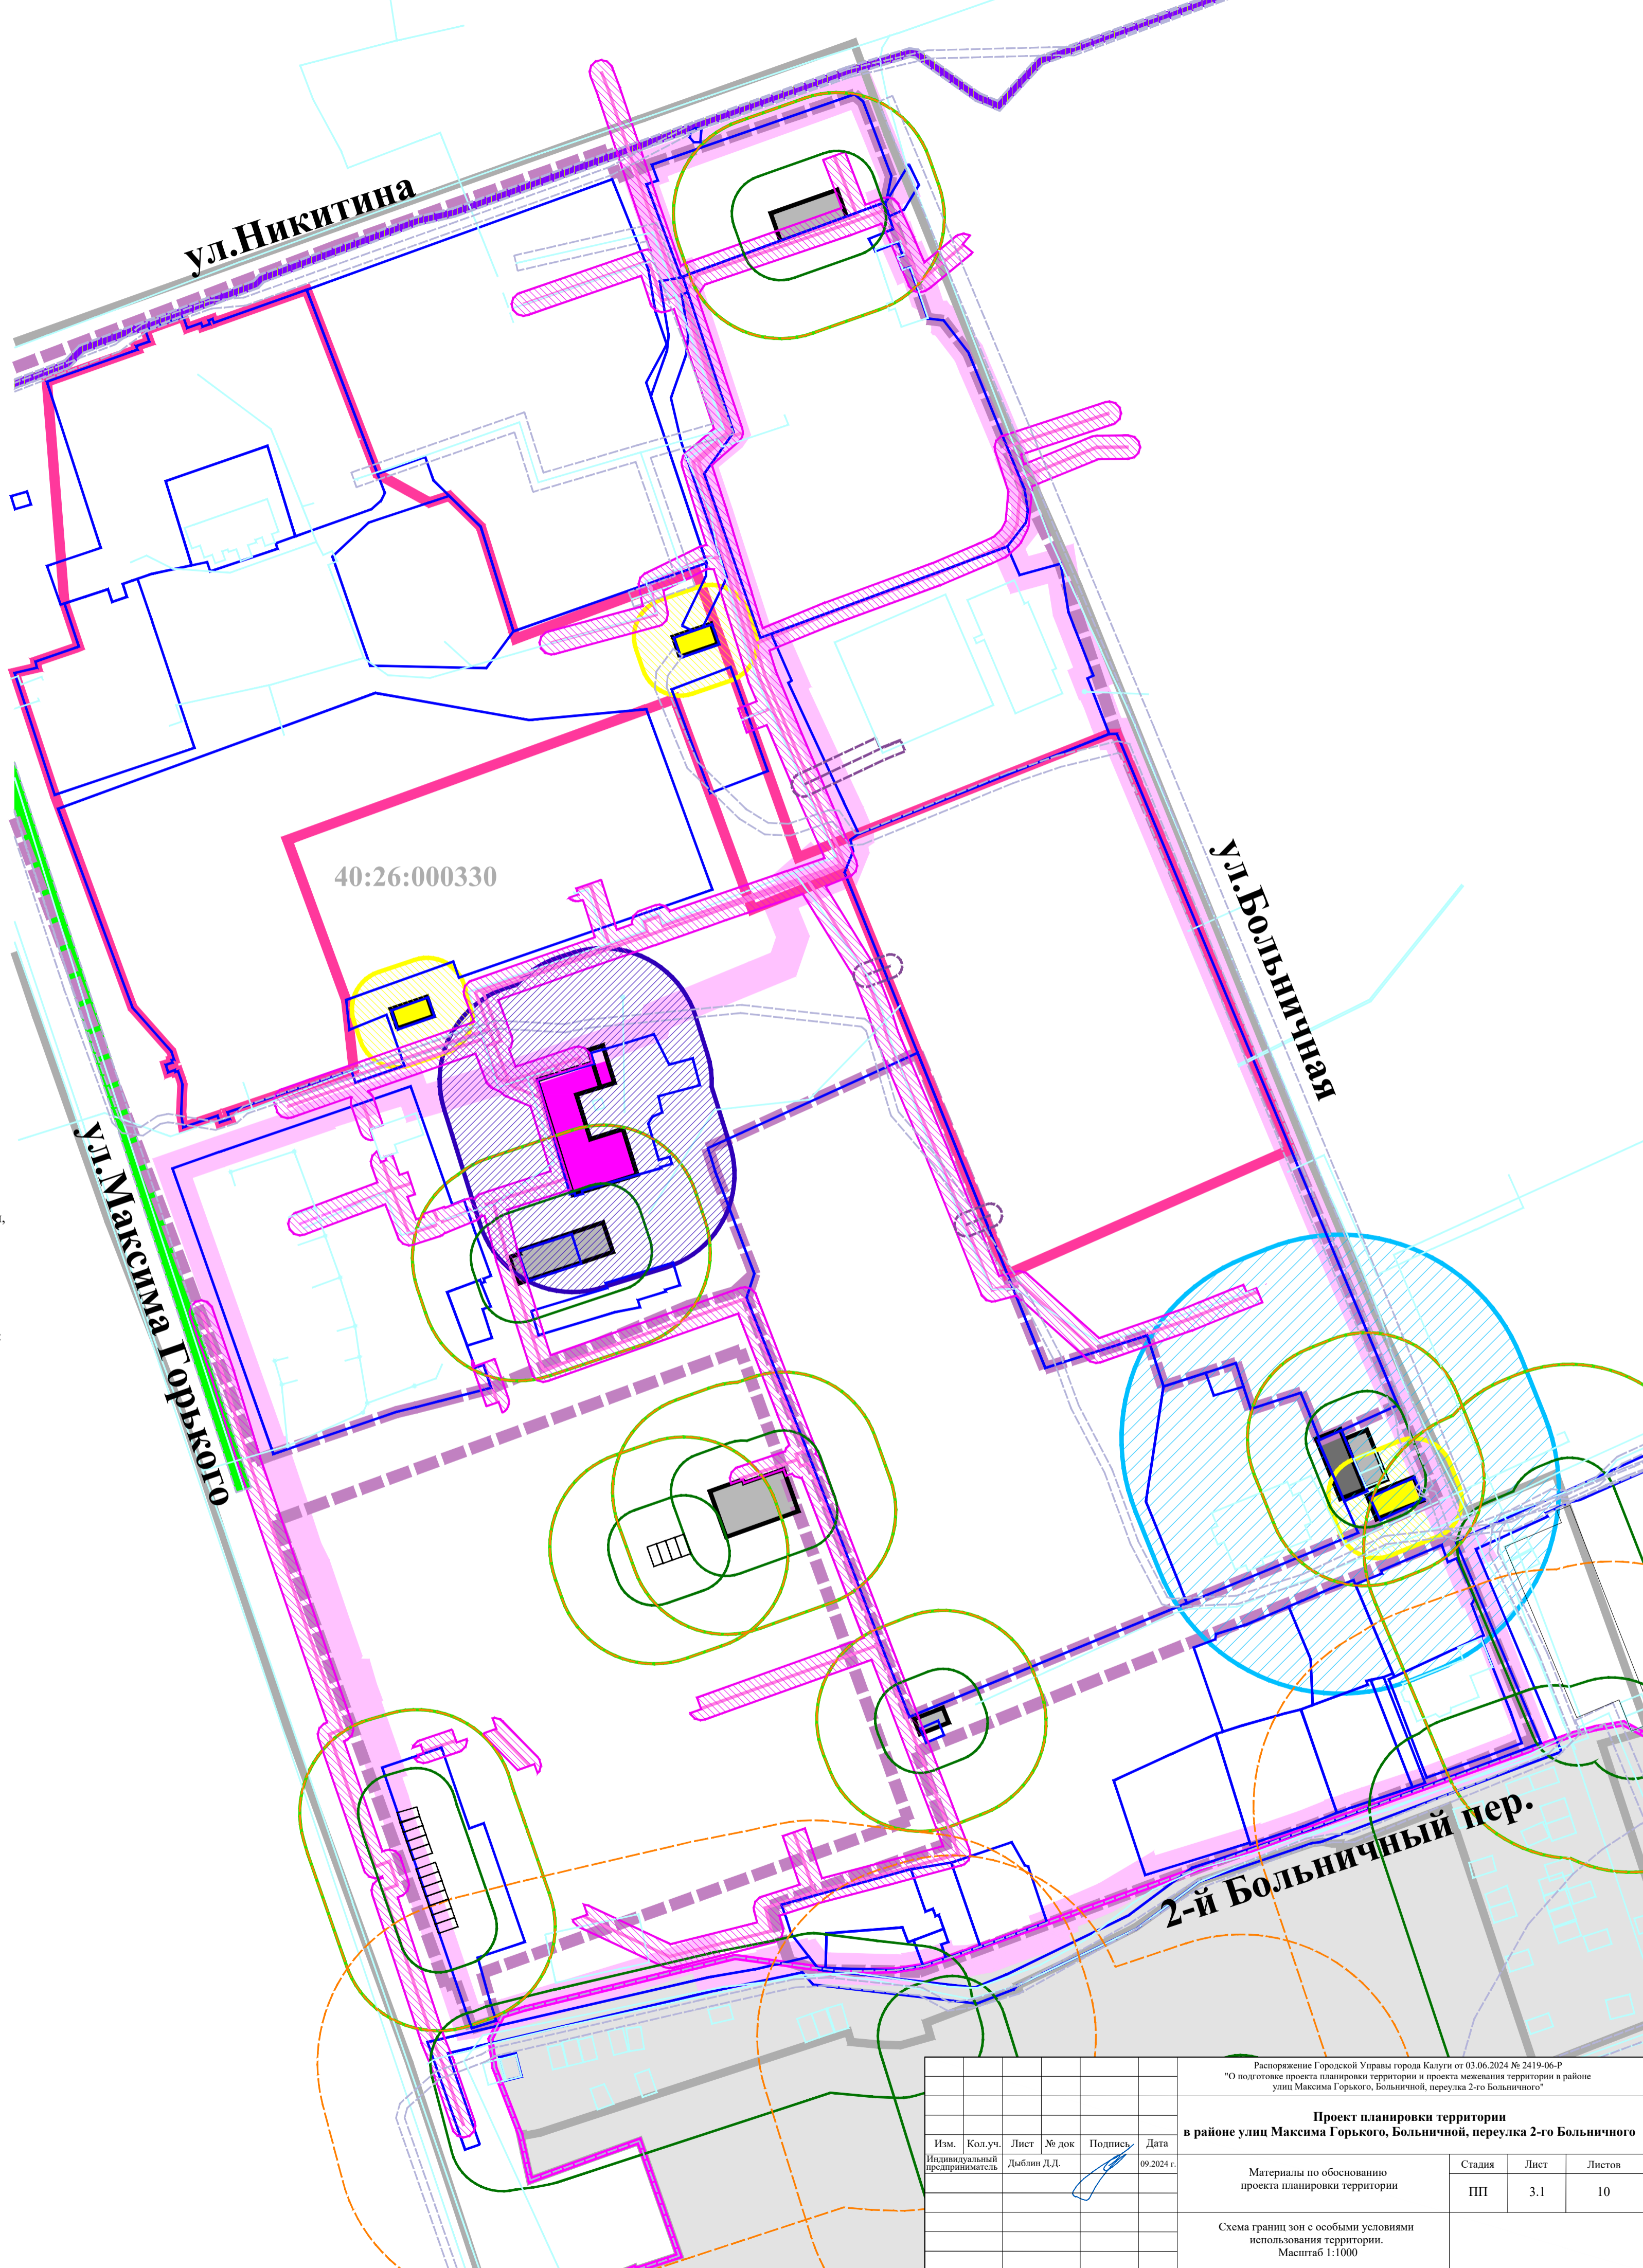 ул.Никитина
40:26:000330
ул.Больничная
ул.Максима Горького
2-й Больничный пер.
Распоряжение Городской Управы города Калуги от 03.06.2024 № 2419-06-Р
"О подготовке проекта планировки территории и проекта межевания территории в районе
улиц Максима Горького, Больничной, переулка 2-го Больничного"
Проект планировки территории
в районе улиц Максима Горького, Больничной, переулка 2-го Больничного
Изм. Кол.уч. Лист № док Подпись Дата
Индивидуальный
предприниматель
Дыблин Д.Д.
09.2024 г.
Материалы по обоснованию
проекта планировки территории
Стадия Лист Листов
ПП 3.1 10
Схема границ зон с особыми условиями
использования территории.
Масштаб 1:1000